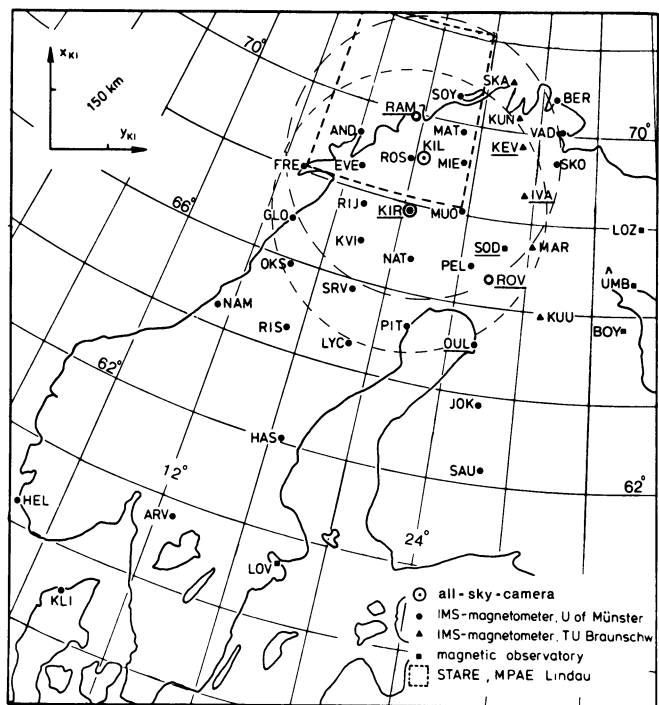 x KI
y KI
150 km
70°
66°
62°
12°
24°
70°
62°
SKA
SOY
BER
RAM
KUN
AND
KIL
MAT
VAD
KEV
FRE
EVE
ROS
MIE
SKO
RIJ
KIR
MUO
IVA
GLO
LOZ
KVI
SOD
MAR
OKS
NAT
PEL
ROV
UMB
NAM
SRV
KUU
RIS
LYC
PIT
OUL
BOY
JOK
HAS
SAU
HEL
ARV
LOV
KLI
all-sky-camera
IMS-magnetometer, U of Münster
IMS-magnetometer, TU Braunschw.
magnetic observatory
STARE, MPAE Lindau